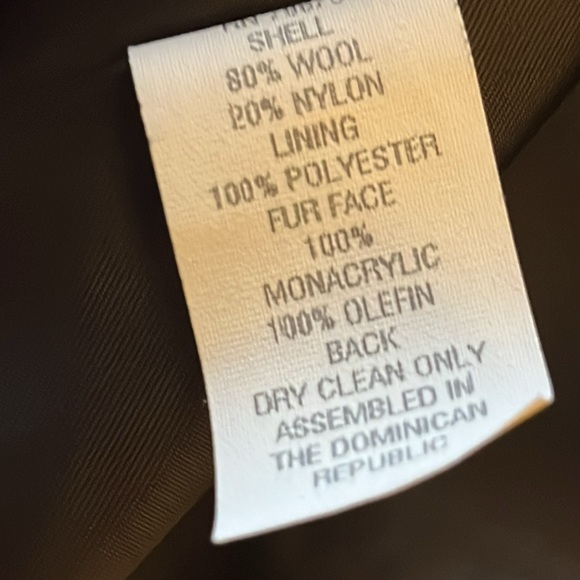 SHELL
80% WOOL
20% NYLON
LINING
100% POLYESTER
FUR FACE
100%
MONACRYLIC
100% OLEFIN
BACK
DRY CLEAN ONLY
ASSEMBLED IN
THE DOMINICAN
REPUBLIC